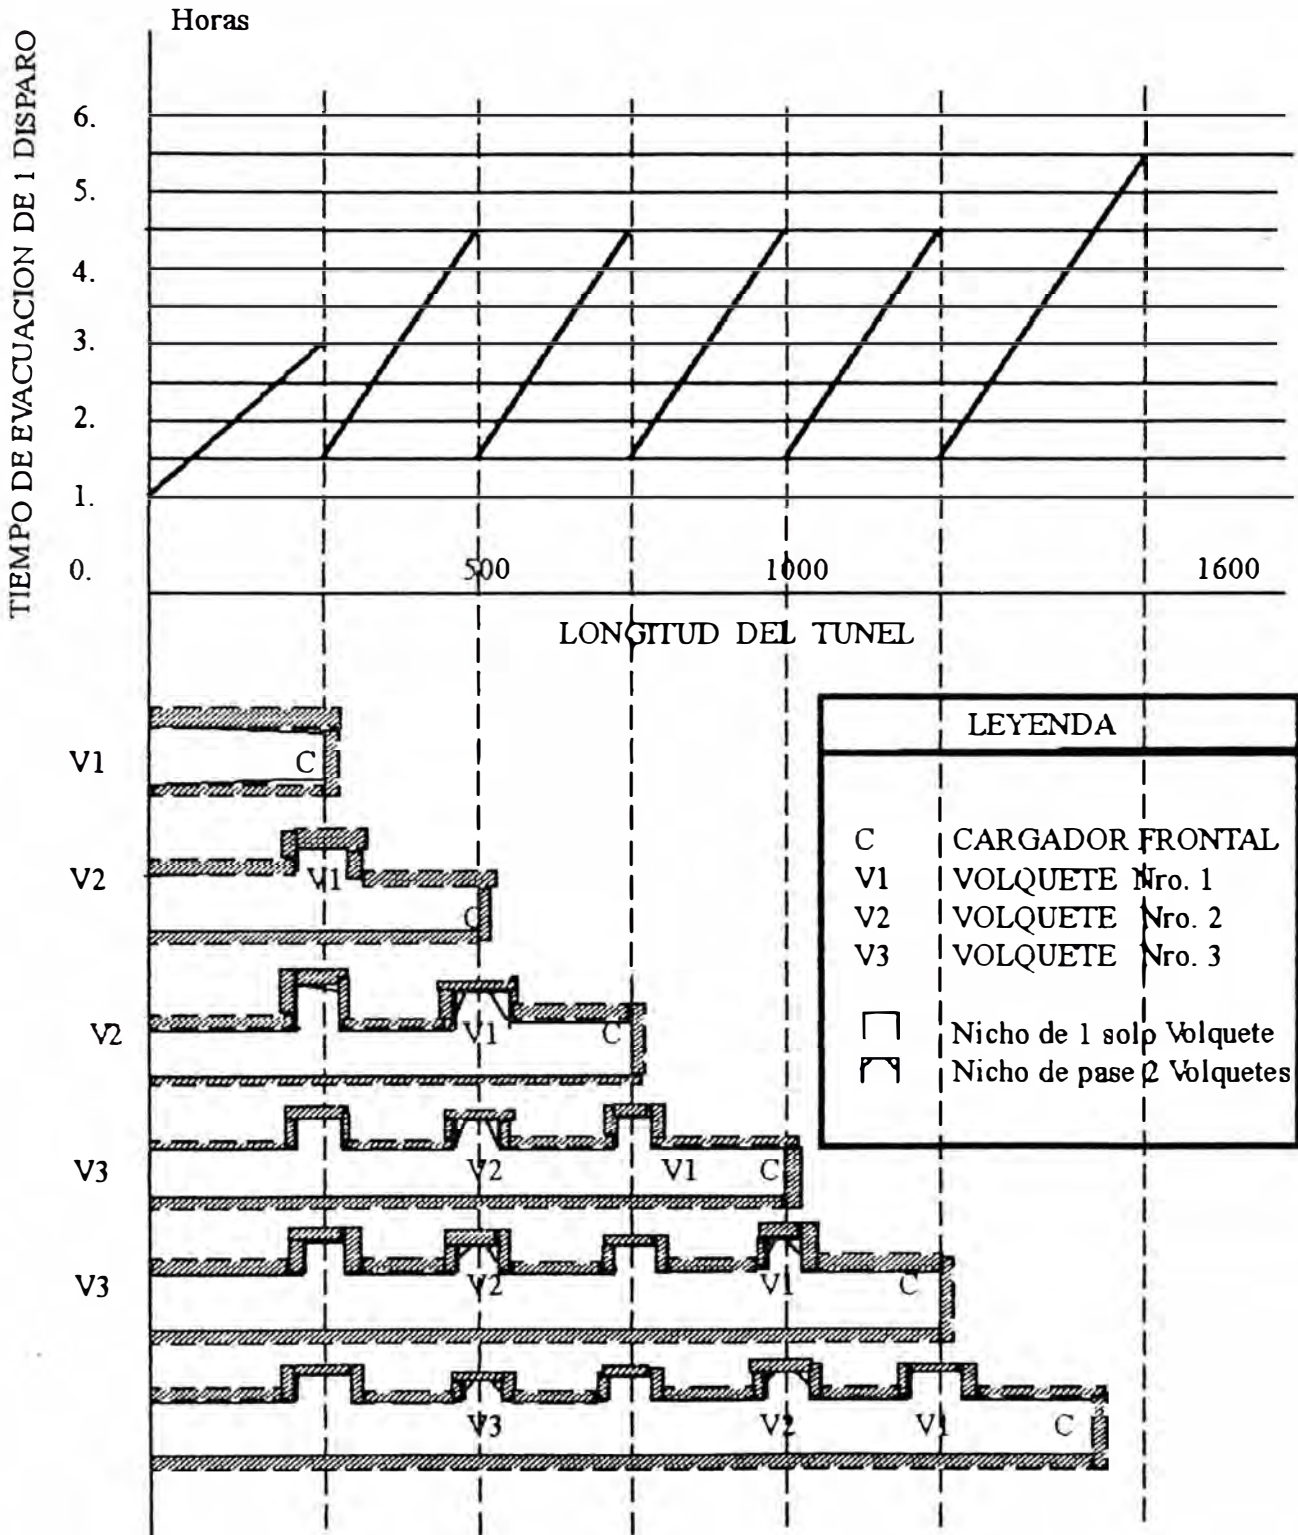 Horas
TIEMPO DE EVACUACION DE 1 DISPARO
6.
5.
4.
3.
2.
1.
0.
500
1000
1600
LONGITUD DEL TUNEL
V1
C
V2
V1
C
V2
V1
C
V3
V2
V1
C
V3
V2
V1
C
V3
V2
V1
C
LEYENDA
C CARGADOR FRONTAL
V1 VOLQUETE Nro. 1
V2 VOLQUETE Nro. 2
V3 VOLQUETE Nro. 3
Nicho de 1 solo Volquete
Nicho de pase 2 Volquetes